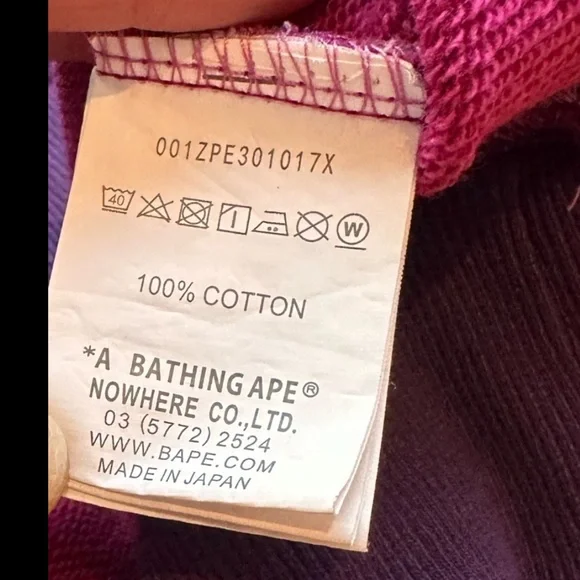 001ZPE301017X
40 W
100% COTTON
*A BATHING APE®
NOWHERE CO.,LTD.
03 (5772) 2524
WWW.BAPE.COM
MADE IN JAPAN